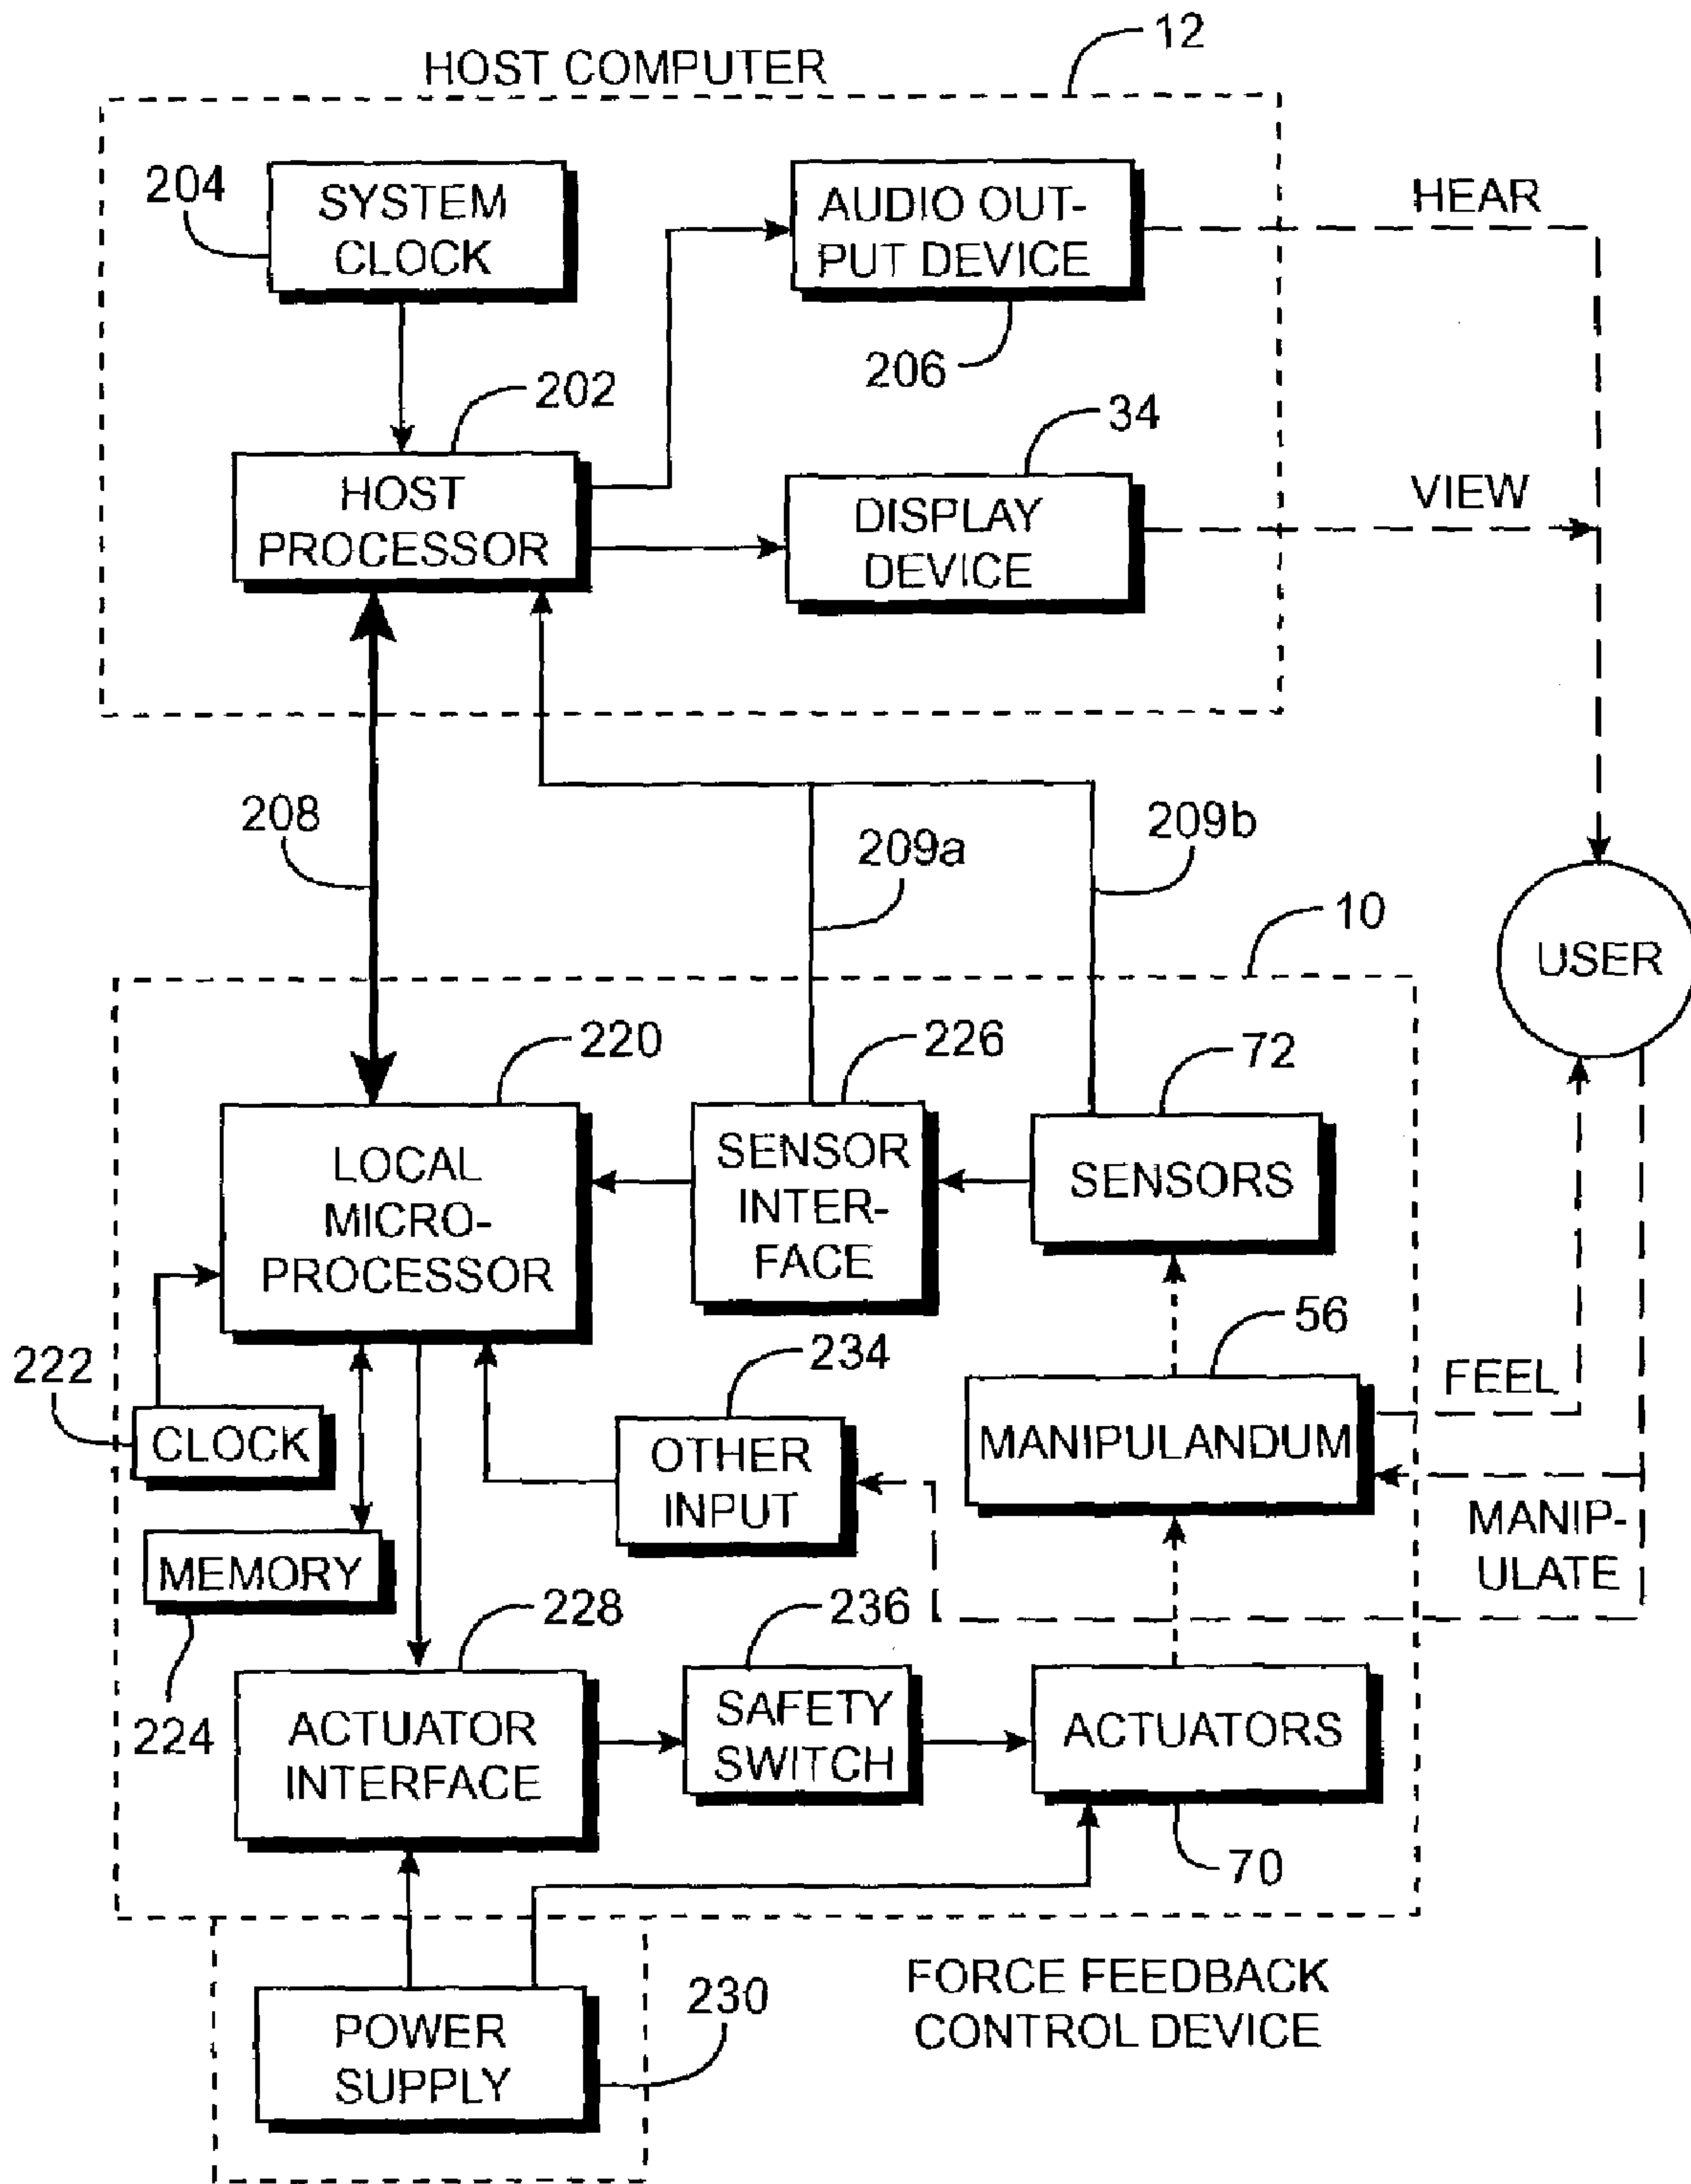 12
HOST COMPUTER
204
SYSTEM
CLOCK
AUDIO OUT-
PUT DEVICE
HEAR
206
202
34
HOST
PROCESSOR
DISPLAY
DEVICE
VIEW
208
209a
209b
10
USER
220
226
72
LOCAL
MICRO-
PROCESSOR
SENSOR
INTER-
FACE
SENSORS
56
222
CLOCK
234
OTHER
INPUT
MANIPULANDUM
FEEL
MANIP-
ULATE
MEMORY
224
228
236
ACTUATOR
INTERFACE
SAFETY
SWITCH
ACTUATORS
70
FORCE FEEDBACK
CONTROL DEVICE
230
POWER
SUPPLY